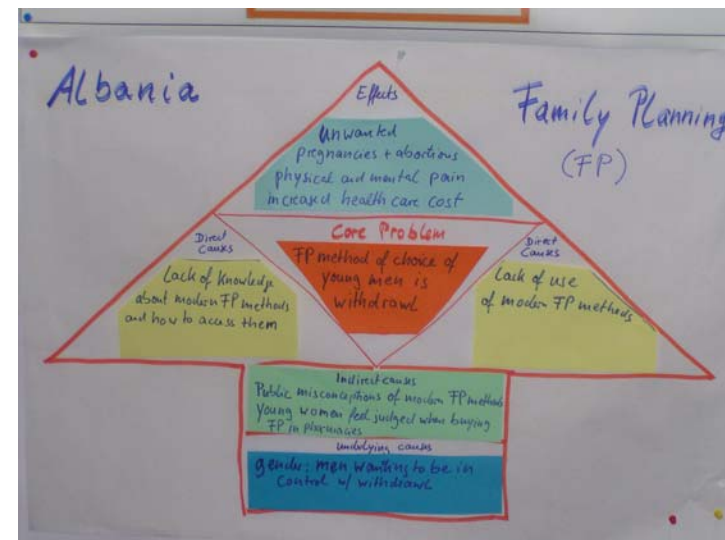 Albania
Family Planning
(FP)
Effects
Unwanted
pregnancies + abortions
physical and mental pain
increased health care cost
Core Problem
FP method of choice of
young men is
withdrawl
Direct
Causes
Lack of Knowledge
about modern FP methods
and how to access them
Direct
Causes
Lack of use
of modern FP methods
Indirect causes
Public misconceptions of modern FP methods
young women feel judged when buying
FP in pharmacies
underlying causes
gender: men wanting to be in
control w/ withdrawl